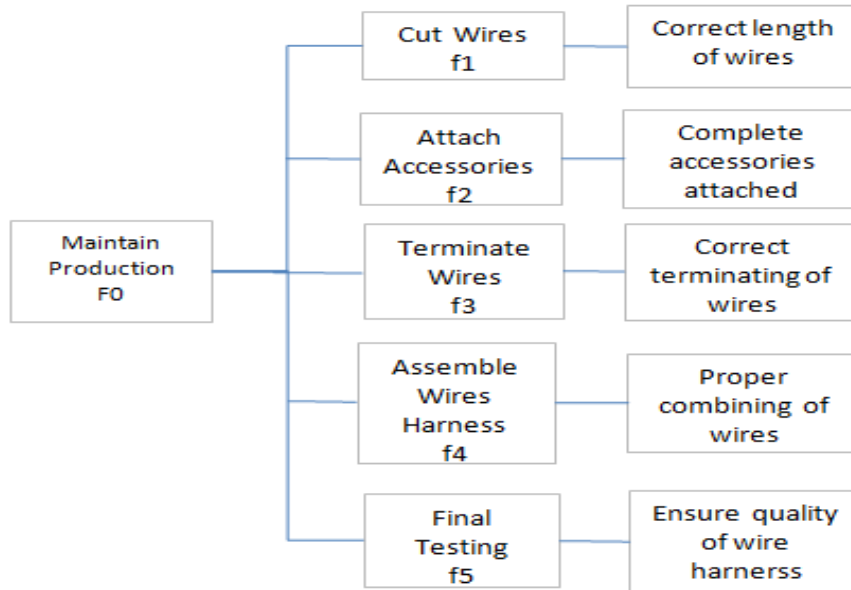 Cut Wires
f1
Correct length
of wires
Attach
Accessories
f2
Complete
accessories
attached
Maintain
Production
F0
Terminate
Wires
f3
Correct
terminating of
wires
Assemble
Wires
Harness
f4
Proper
combining of
wires
Final
Testing
f5
Ensure quality
of wire
harnerss